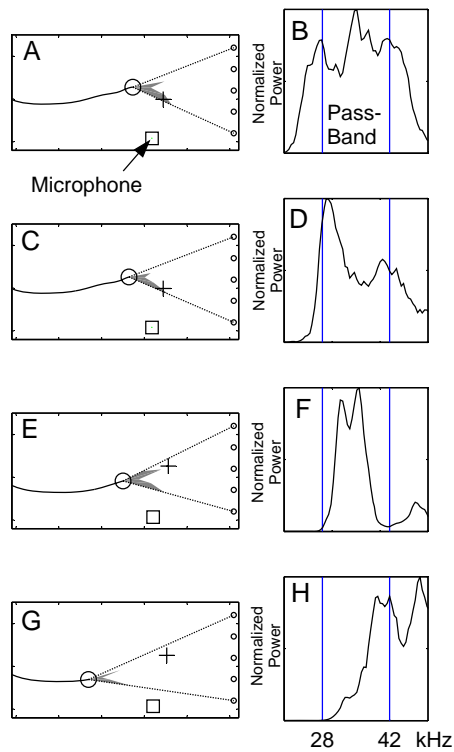 A
B
Normalized
Power
Pass-
Band
Microphone
C
D
Normalized
Power
E
F
Normalized
Power
G
H
Normalized
Power
28
42
kHz